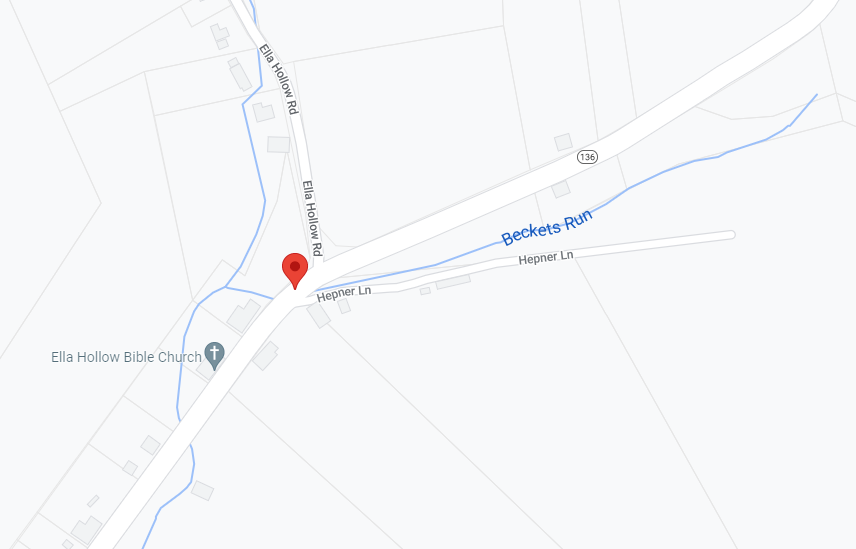 Ella Hollow Rd
136
Ella Hollow Rd
Beckets Run
Hepner Ln
Hepner Ln
Ella Hollow Bible Church